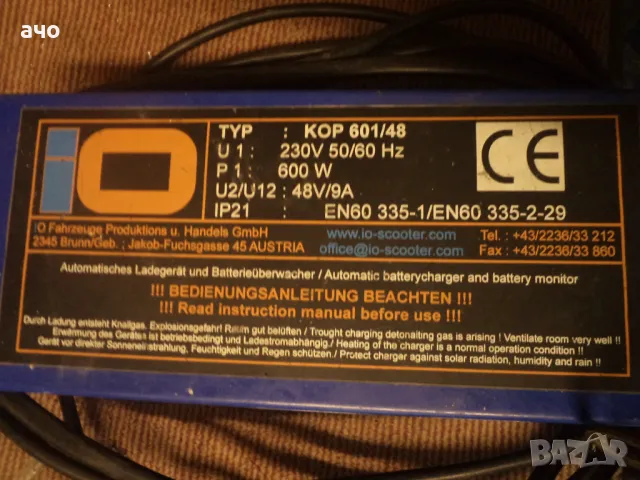 ачо
iO
TYP : KOP 601/48
U 1 : 230V 50/60 Hz
P 1 : 600 W
U2/U12 : 48V/9A
IP21 : EN60 335-1/EN60 335-2-29
CE
IO Fahrzeuge Produktions u. Handels GmbH
2345 Brunn/Geb. ; Jakob-Fuchsgasse 45 AUSTRIA
www.io-scooter.com
office@io-scooter.com
Tel. : +43/2236/33 212
Fax : +43/2236/33 860
Automatisches Ladegerät und Batterieüberwacher / Automatic batterycharger and battery monitor
!!! BEDIENUNGSANLEITUNG BEACHTEN !!!
!!! Read instruction manual before use !!!
Durch Ladung entsteht Knallgas. Explosionsgefahr! Raum gut belüften / Trought charging detonaiting gas is arising ! Ventilate room very well !!
Erwärmung des Gerätes ist betriebsbedingt und Ladestromabhängig./ Heating of the charger is a normal operation condition !!
Gerät vor direkter Sonneneinstrahlung, Feuchtigkeit und Regen schützen / Protect charger against solar radiation, humidity and rain !!
BAZAR
bg